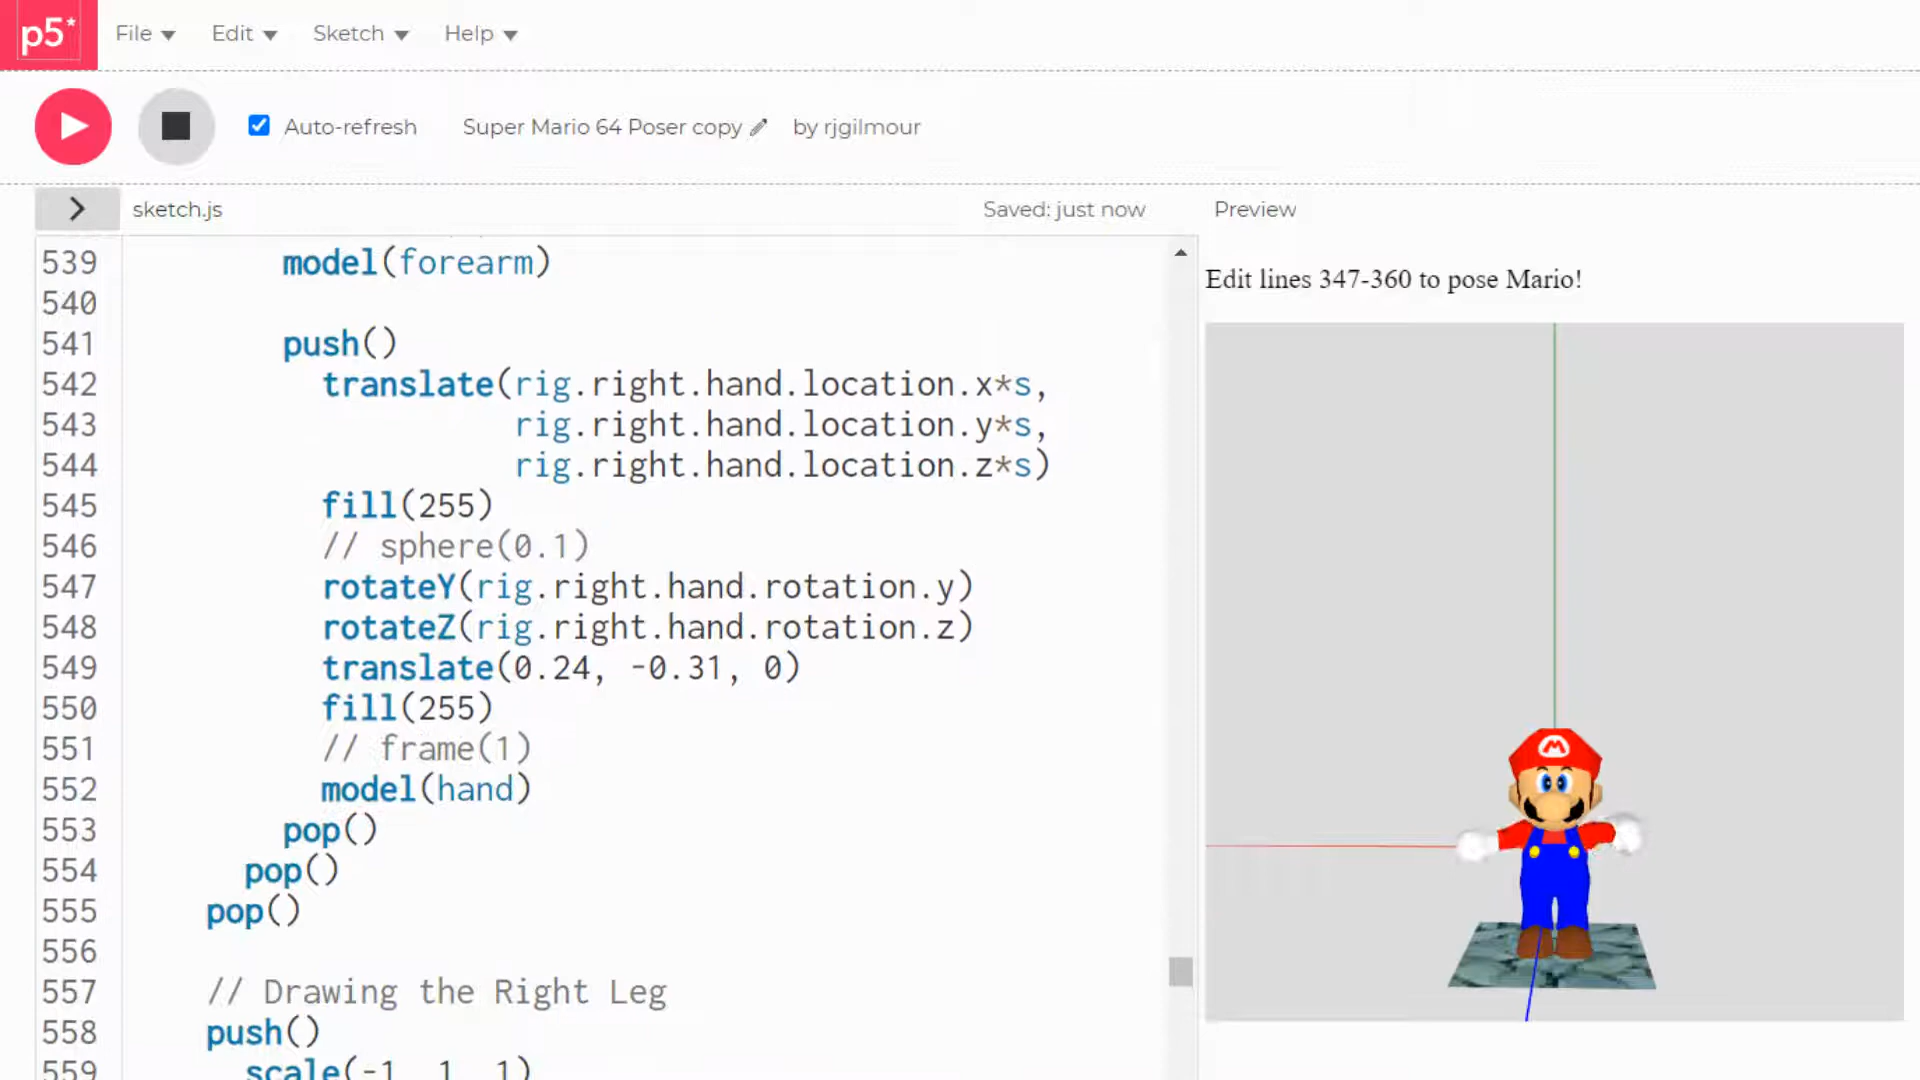 p5*
File Edit Sketch Help
Auto-refresh Super Mario 64 Poser copy by rjgilmour
sketch.js Saved: just now Preview
539 model(forearm)
540
541 push()
542 translate(rig.right.hand.location.x*s,
543 rig.right.hand.location.y*s,
544 rig.right.hand.location.z*s)
545 fill(255)
546 // sphere(0.1)
547 rotateY(rig.right.hand.rotation.y)
548 rotateZ(rig.right.hand.rotation.z)
549 translate(0.24, -0.31, 0)
550 fill(255)
551 // frame(1)
552 model(hand)
553 pop()
554 pop()
555 pop()
556
557 // Drawing the Right Leg
558 push()
559 scale(-1, 1, 1)
Edit lines 347-360 to pose Mario!
M